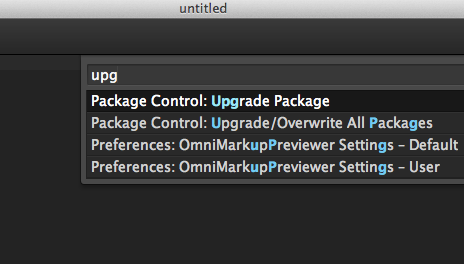 untitled
upg
Package Control: Upgrade Package
Package Control: Upgrade/Overwrite All Packages
Preferences: OmniMarkupPreviewer Settings – Default
Preferences: OmniMarkupPreviewer Settings – User